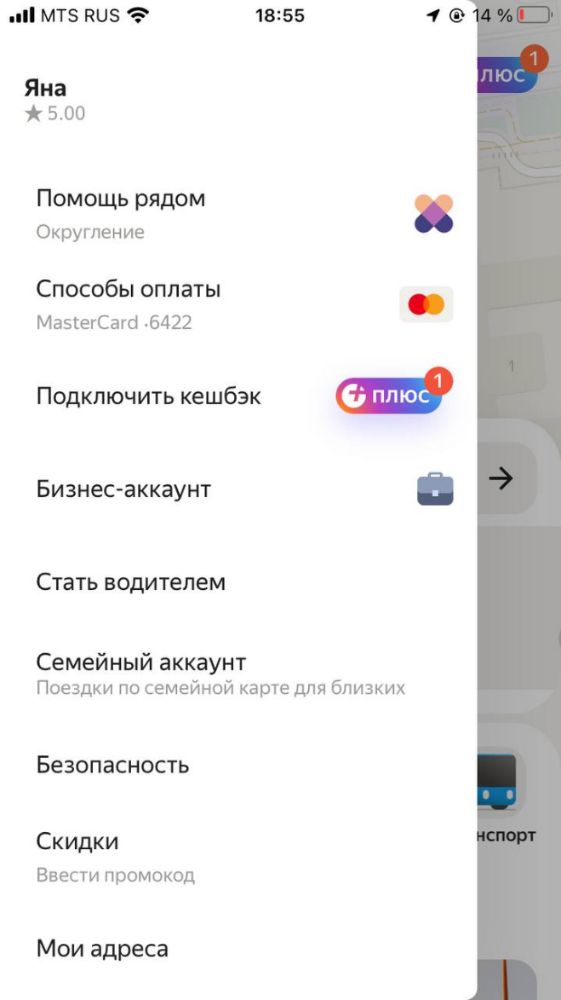 MTS RUS 18:55 14 %
Яна
5.00
Помощь рядом
Округление
Способы оплаты
MasterCard ·6422
Подключить кешбэк
плюс
1
Бизнес-аккаунт
Стать водителем
Семейный аккаунт
Поездки по семейной карте для близких
Безопасность
Скидки
Ввести промокод
Мои адреса
люс
1
1
нспорт